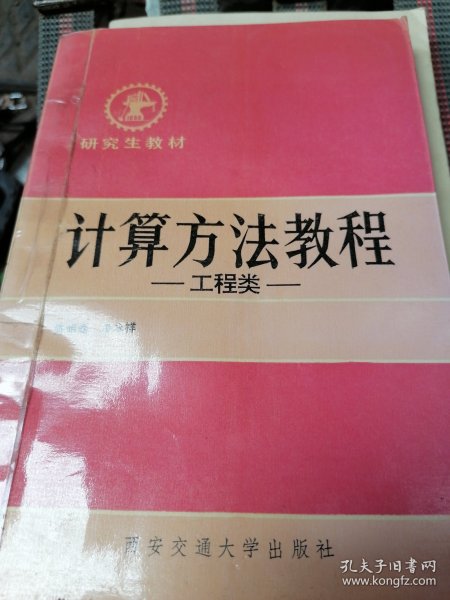 研究生教材
计算方法教程
—工程类—
西安交通大学出版社
孔夫子旧书网
www.kongfz.com